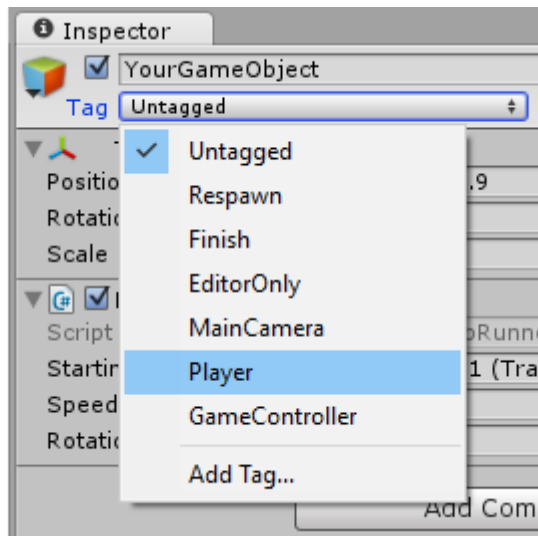 Inspector
YourGameObject
Tag Untagged
Untagged
Positio .9
Respawn
Rotatio
Finish
Scale
EditorOnly
MainCamera
Script oRunne
Startin Player 1 (Tra
Speed
GameController
Rotatio
Add Tag...
Add Com